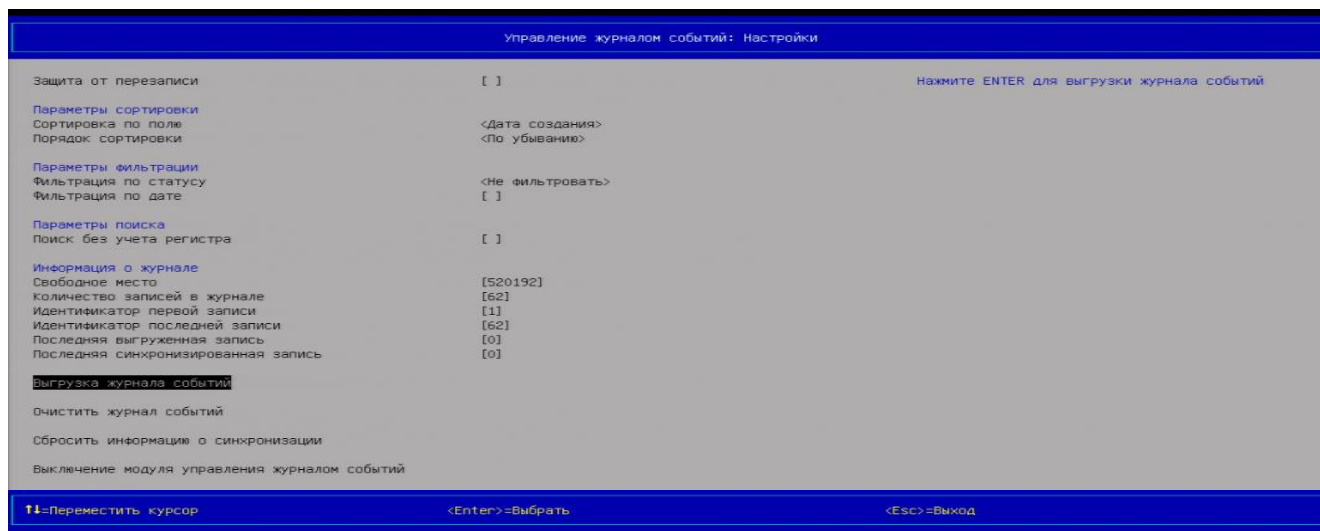 Управление журналом событий: Настройки
Защита от перезаписи [ ] Нажмите ENTER для выгрузки журнала событий
Параметры сортировки
Сортировка по полю <Дата создания>
Порядок сортировки <По убыванию>
Параметры фильтрации
Фильтрация по статусу <Не фильтровать>
Фильтрация по дате [ ]
Параметры поиска
Поиск без учета регистра [ ]
Информация о журнале
Свободное место [520192]
Количество записей в журнале [62]
Идентификатор первой записи [1]
Идентификатор последней записи [62]
Последняя выгруженная запись [0]
Последняя синхронизированная запись [0]
Выгрузка журнала событий
Очистить журнал событий
Сбросить информацию о синхронизации
Выключение модуля управления журналом событий
↑↓=Переместить курсор <Enter>=Выбрать <Esc>=Выход